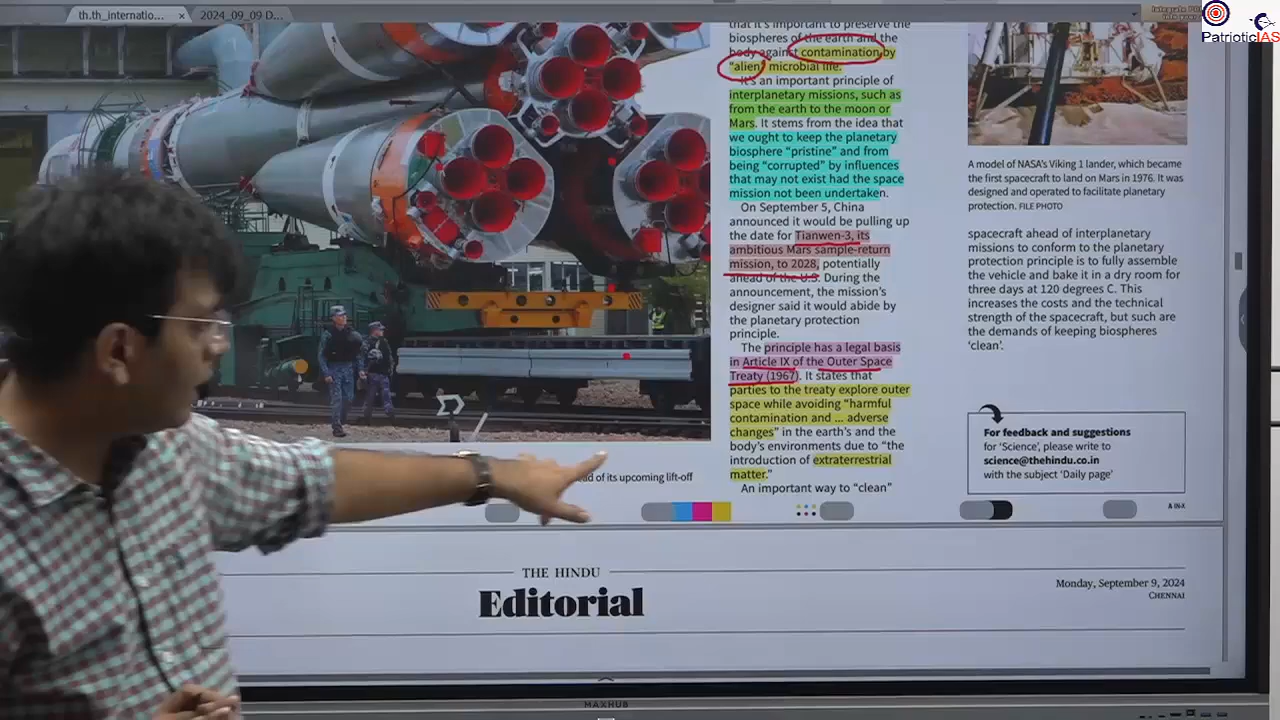 th.th_internatio...
2024_09_09 D...
PatrioticIAS
that it's important to preserve the
biospheres of the earth and the
body against contamination by
“alien” microbial life.
It's an important principle of
interplanetary missions, such as
from the earth to the moon or
Mars. It stems from the idea that
we ought to keep the planetary
biosphere “pristine” and from
being “corrupted” by influences
that may not exist had the space
mission not been undertaken.
On September 5, China
announced it would be pulling up
the date for Tianwen-3, its
ambitious Mars sample-return
mission, to 2028, potentially
ahead of the U.S. During the
announcement, the mission's
designer said it would abide by
the planetary protection
principle.
The principle has a legal basis
in Article IX of the Outer Space
Treaty (1967). It states that
parties to the treaty explore outer
space while avoiding “harmful
contamination and ... adverse
changes” in the earth's and the
body's environments due to “the
introduction of extraterrestrial
matter.”
An important way to “clean”
A model of NASA's Viking 1 lander, which became
the first spacecraft to land on Mars in 1976. It was
designed and operated to facilitate planetary
protection. FILE PHOTO
spacecraft ahead of interplanetary
missions to conform to the planetary
protection principle is to fully assemble
the vehicle and bake it in a dry room for
three days at 120 degrees C. This
increases the costs and the technical
strength of the spacecraft, but such are
the demands of keeping biospheres
‘clean’.
For feedback and suggestions
for ‘Science’, please write to
science@thehindu.co.in
with the subject ‘Daily page’
of its upcoming lift-off
A IN-X
THE HINDU
Editorial
Monday, September 9, 2024
CHENNAI
MAXHUB